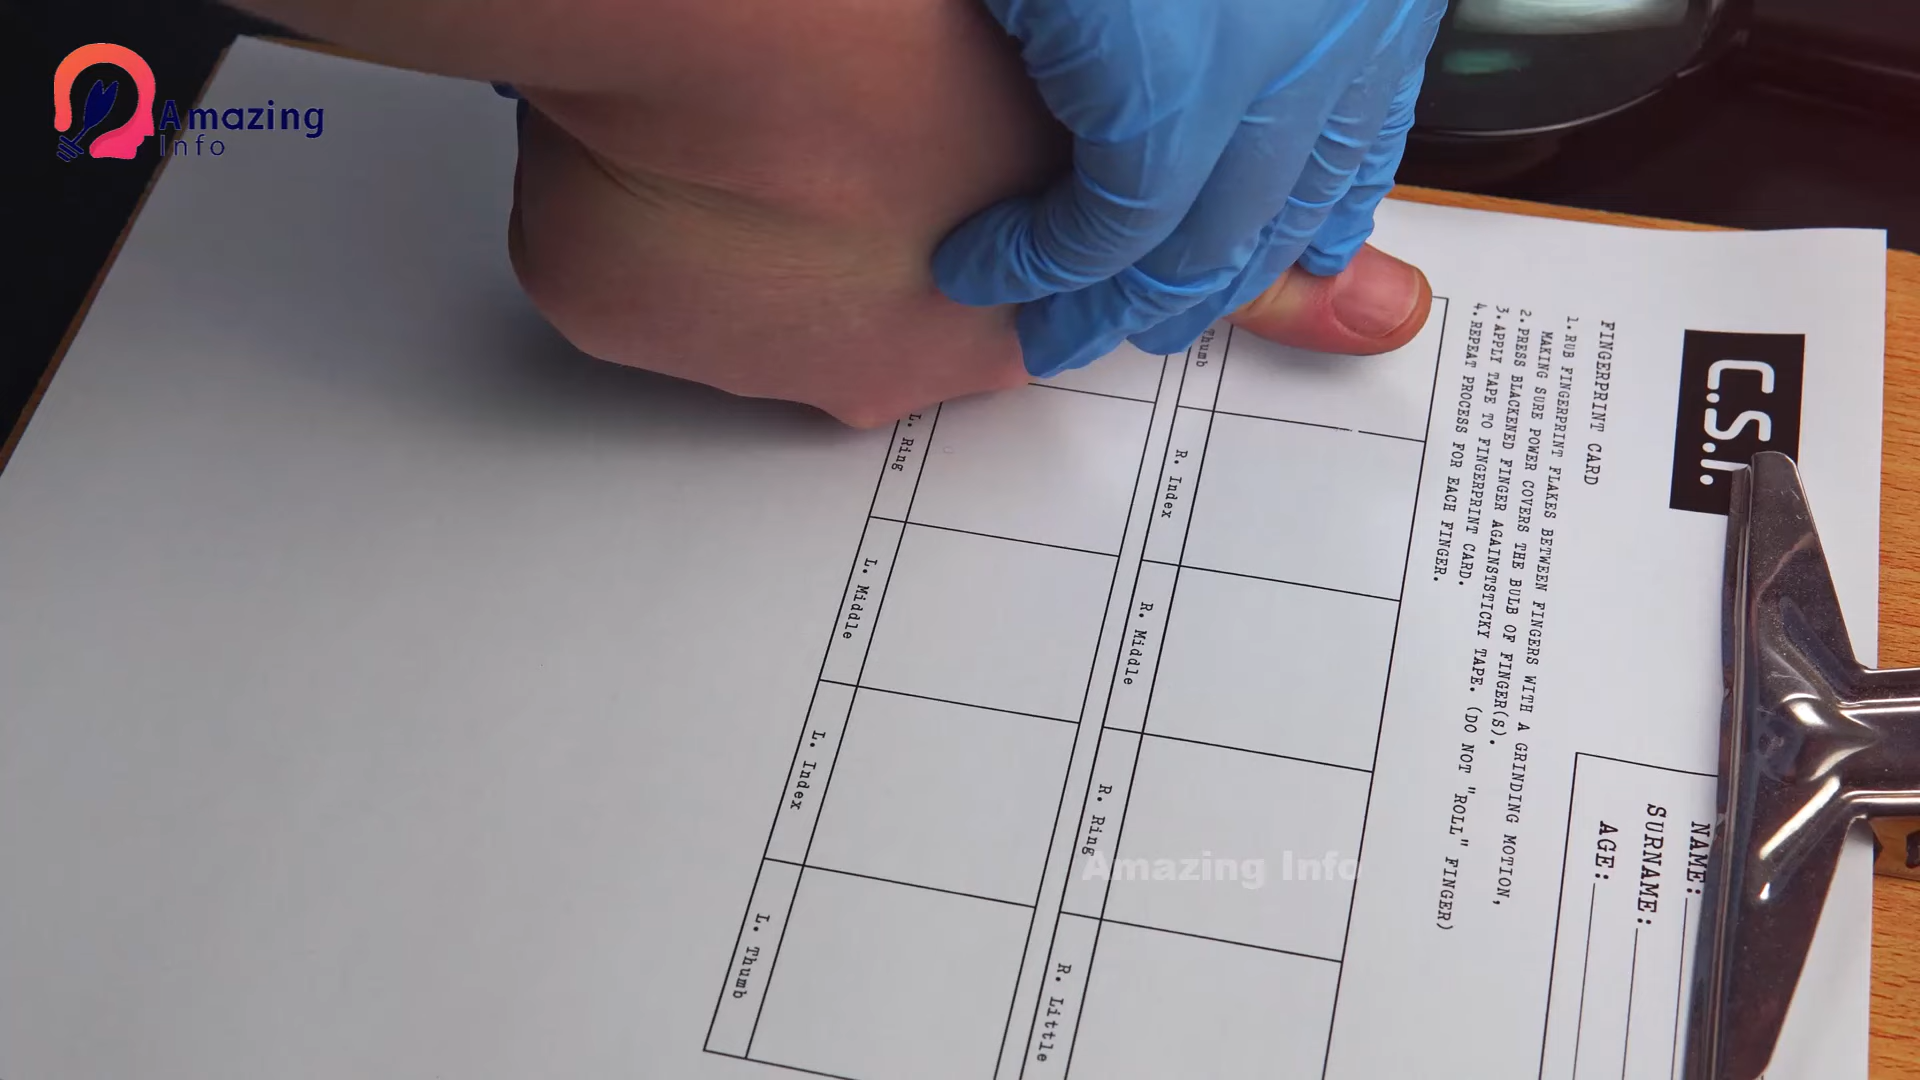 Amazing
Info
C.S.I.
FINGERPRINT CARD
1. RUB FINGERPRINT FLAKES BETWEEN FINGERS WITH A GRINDING MOTION,
MAKING SURE POWER COVERS THE BULB OF FINGER(S).
2. PRESS BLACKENED FINGER AGAINSTSTICKY TAPE. (DO NOT "ROLL" FINGER)
3. APPLY TAPE TO FINGERPRINT CARD.
4. REPEAT PROCESS FOR EACH FINGER.
NAME:
SURNAME:
AGE:
Thumb
R. Index
R. Middle
R. Ring
R. Little
L. Ring
L. Middle
L. Index
L. Thumb
Amazing Info